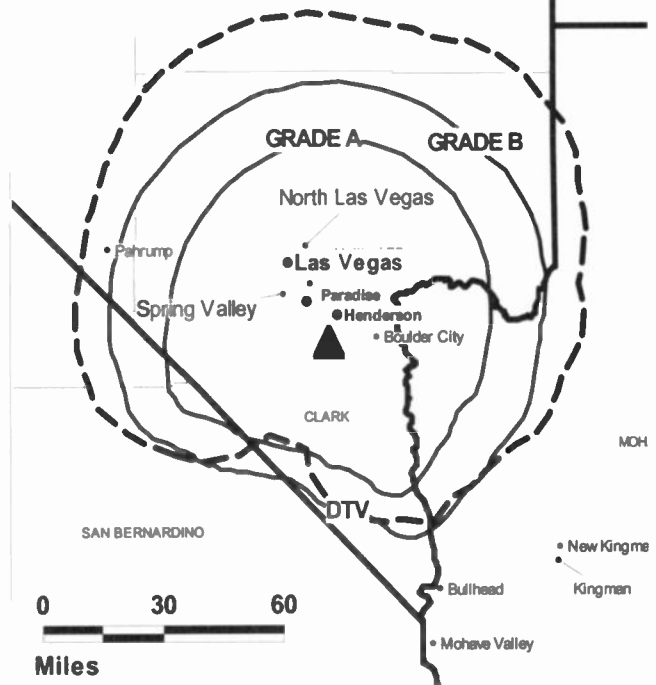 GRADE A
GRADE B
North Las Vegas
Pahrump
Las Vegas
Paradise
Spring Valley
Henderson
Boulder City
CLARK
MOH
DTV
SAN BERNARDINO
New Kingma
Kingman
0 30 60
Bullhead
Miles
Mohave Valley